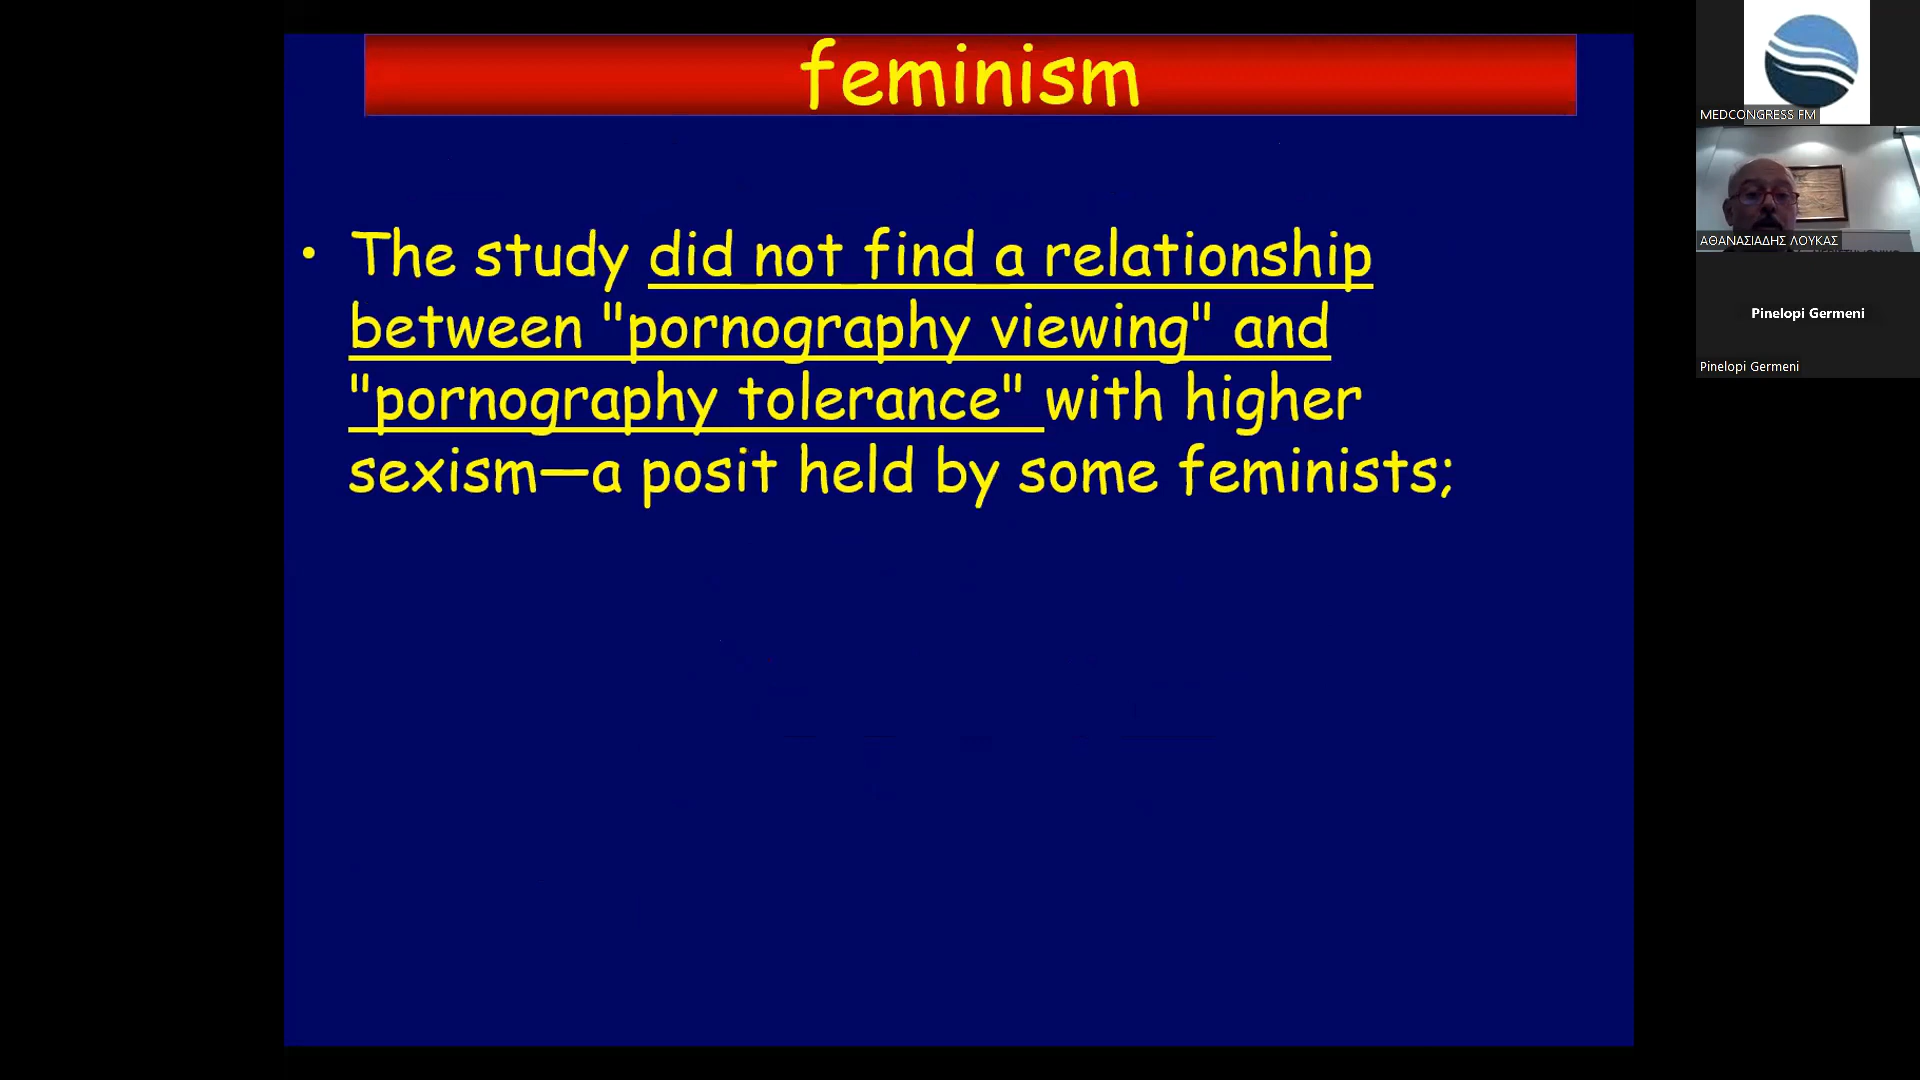 feminism
• The study did not find a relationship
between "pornography viewing" and
"pornography tolerance" with higher
sexism—a posit held by some feminists;
MEDCONGRESS FM
ΑΘΑΝΑΣΙΑΔΗΣ ΛΟΥΚΑΣ
Pinelopi Germeni
Pinelopi Germeni